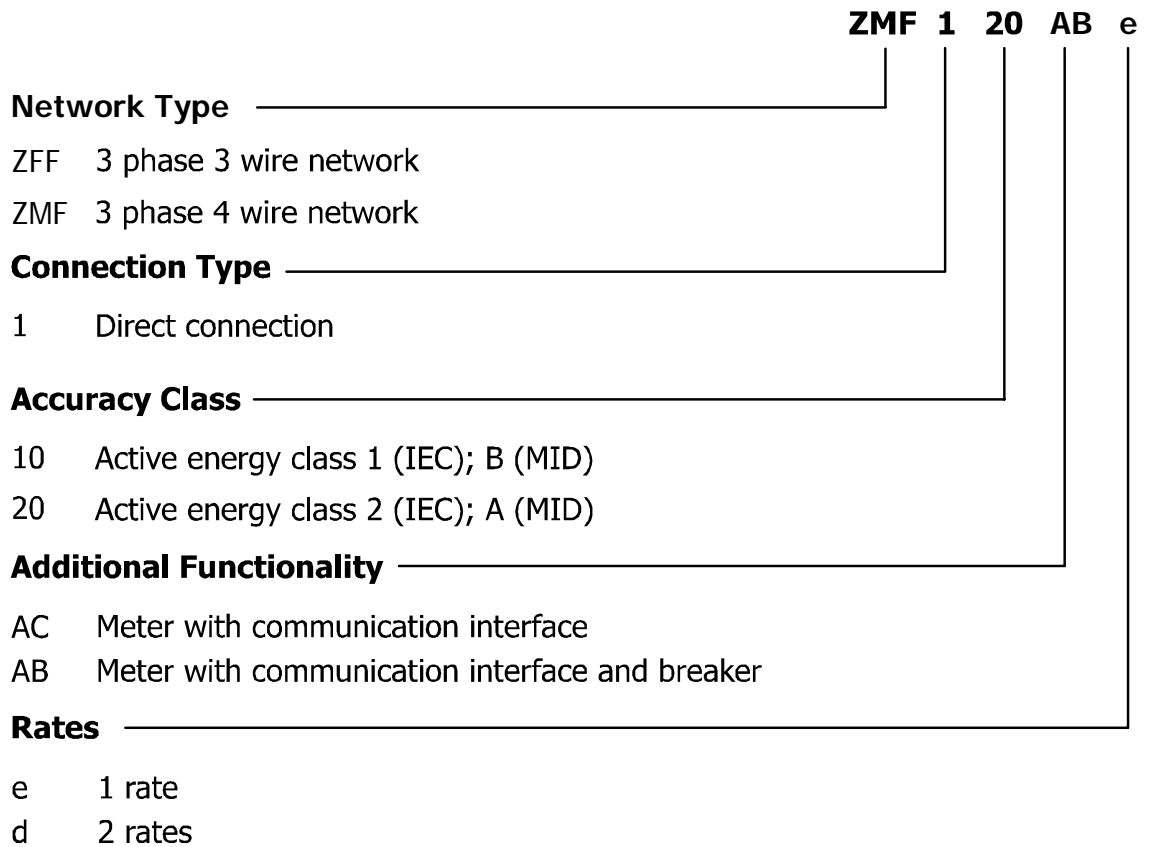 ZMF 1 20 AB e
Network Type
ZFF 3 phase 3 wire network
ZMF 3 phase 4 wire network
Connection Type
1 Direct connection
Accuracy Class
10 Active energy class 1 (IEC); B (MID)
20 Active energy class 2 (IEC); A (MID)
Additional Functionality
AC Meter with communication interface
AB Meter with communication interface and breaker
Rates
e 1 rate
d 2 rates